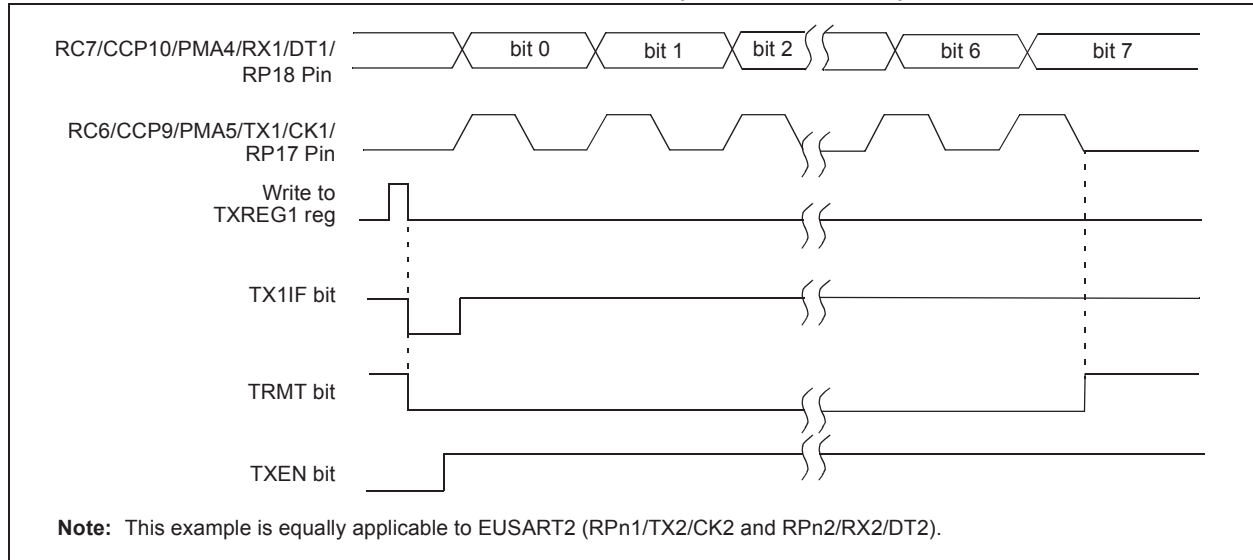 RC7/CCP10/PMA4/RX1/DT1/
RP18 Pin
bit 0 bit 1 bit 2 bit 6 bit 7
RC6/CCP9/PMA5/TX1/CK1/
RP17 Pin
Write to
TXREG1 reg
TX1IF bit
TRMT bit
TXEN bit
Note: This example is equally applicable to EUSART2 (RPn1/TX2/CK2 and RPn2/RX2/DT2).